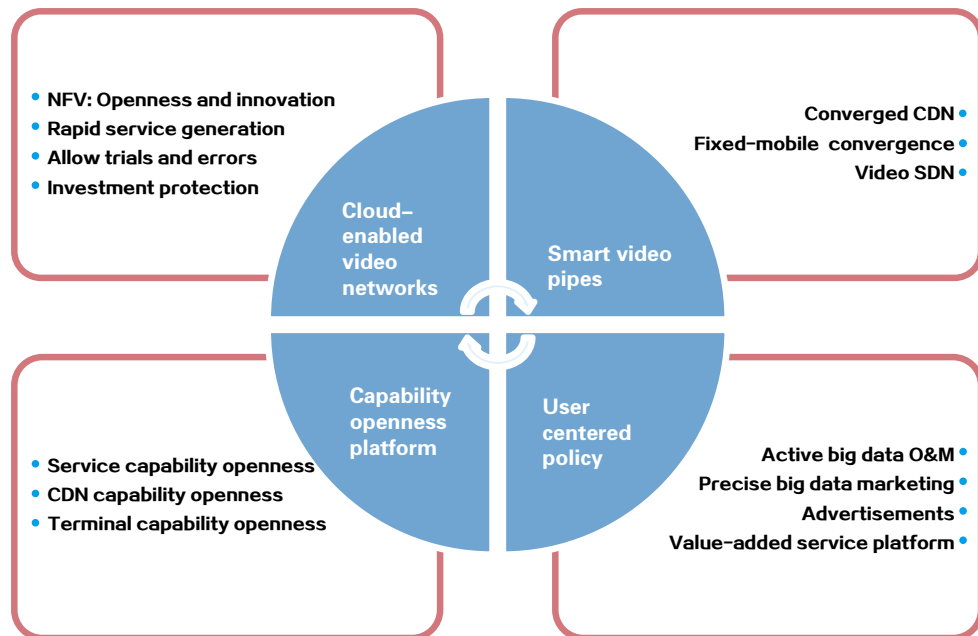 NFV: Openness and innovation
Rapid service generation
Allow trials and errors
Investment protection
Converged CDN
Fixed-mobile convergence
Video SDN
Cloud-
enabled
video
networks
Smart video
pipes
Capability
openness
platform
User
centered
policy
Service capability openness
CDN capability openness
Terminal capability openness
Active big data O&M
Precise big data marketing
Advertisements
Value-added service platform